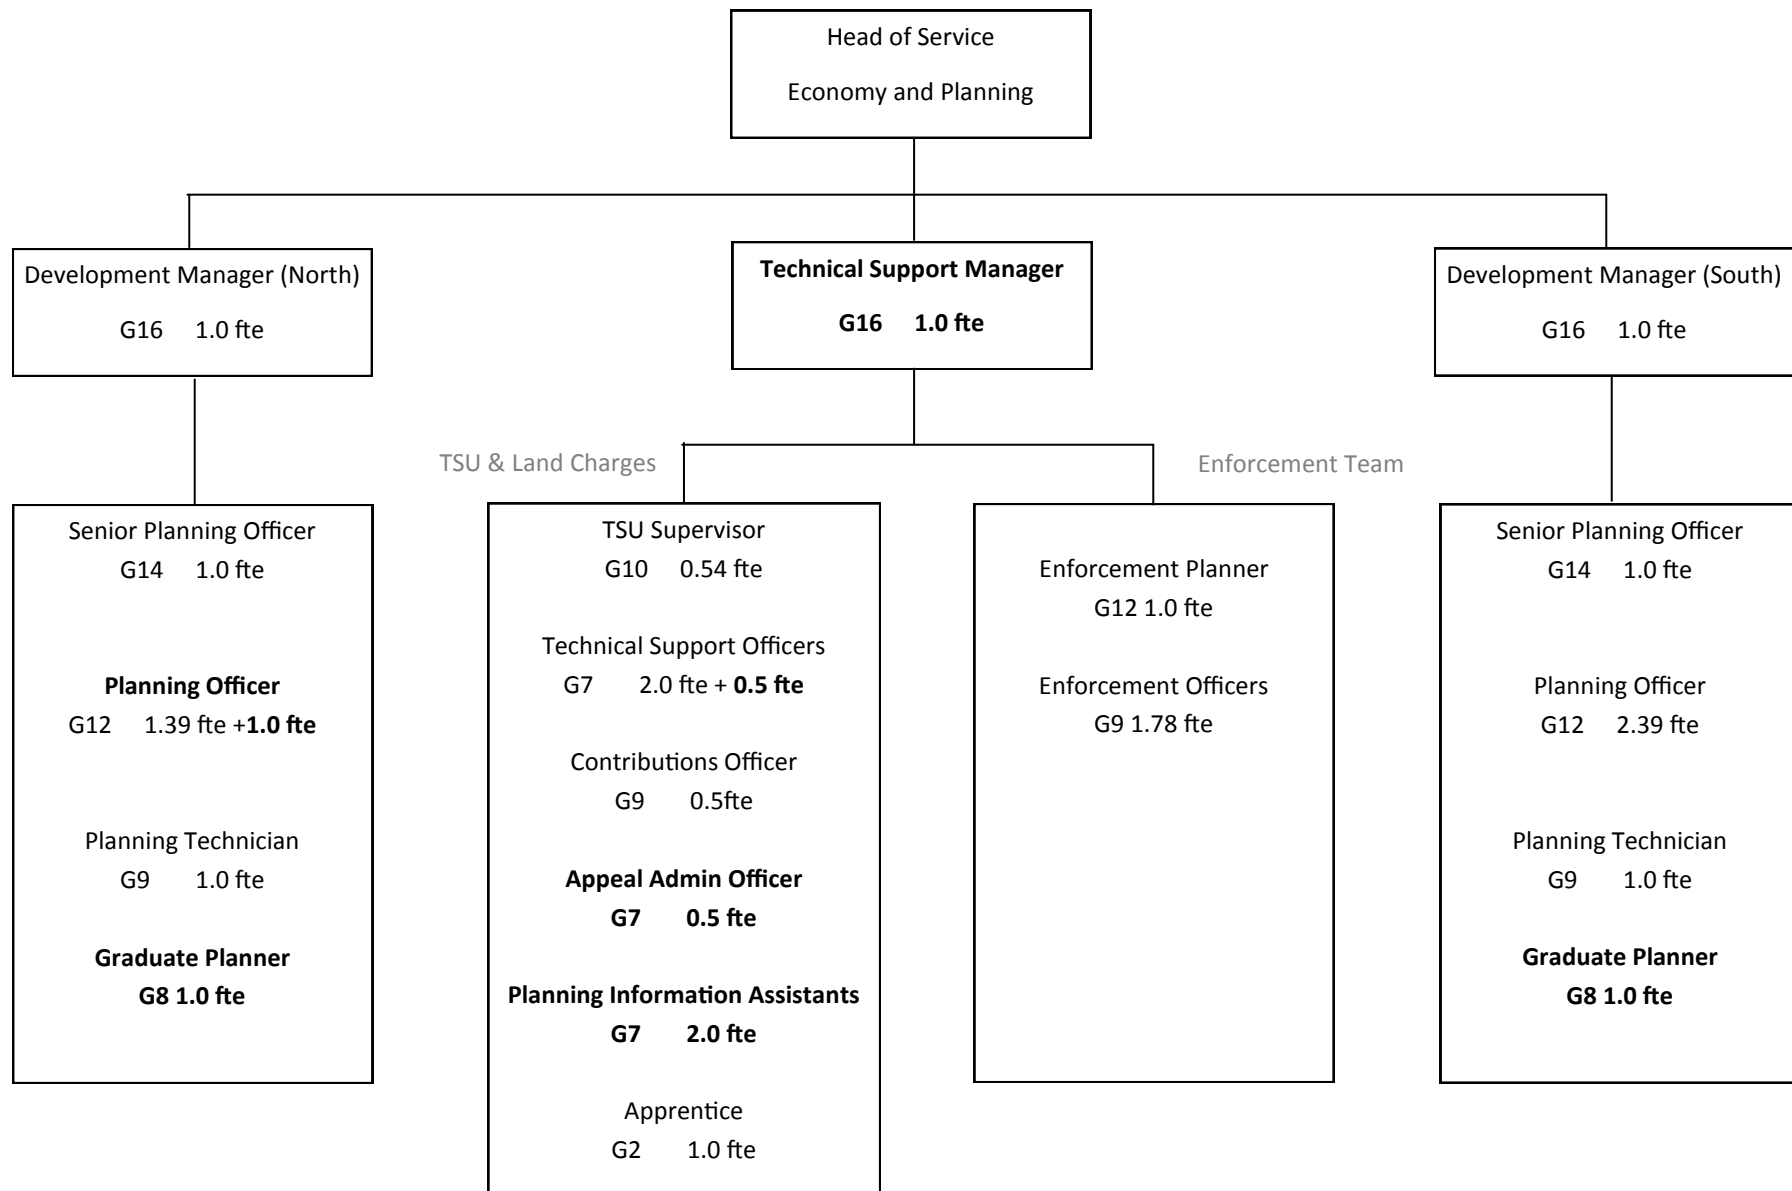 Head of Service
Economy and Planning
Development Manager (North)
G16 1.0 fte
Technical Support Manager
G16 1.0 fte
Development Manager (South)
G16 1.0 fte
TSU & Land Charges
Enforcement Team
Senior Planning Officer
G14 1.0 fte
Planning Officer
G12 1.39 fte +1.0 fte
Planning Technician
G9 1.0 fte
Graduate Planner
G8 1.0 fte
TSU Supervisor
G10 0.54 fte
Technical Support Officers
G7 2.0 fte + 0.5 fte
Contributions Officer
G9 0.5fte
Appeal Admin Officer
G7 0.5 fte
Planning Information Assistants
G7 2.0 fte
Apprentice
G2 1.0 fte
Enforcement Planner
G12 1.0 fte
Enforcement Officers
G9 1.78 fte
Senior Planning Officer
G14 1.0 fte
Planning Officer
G12 2.39 fte
Planning Technician
G9 1.0 fte
Graduate Planner
G8 1.0 fte